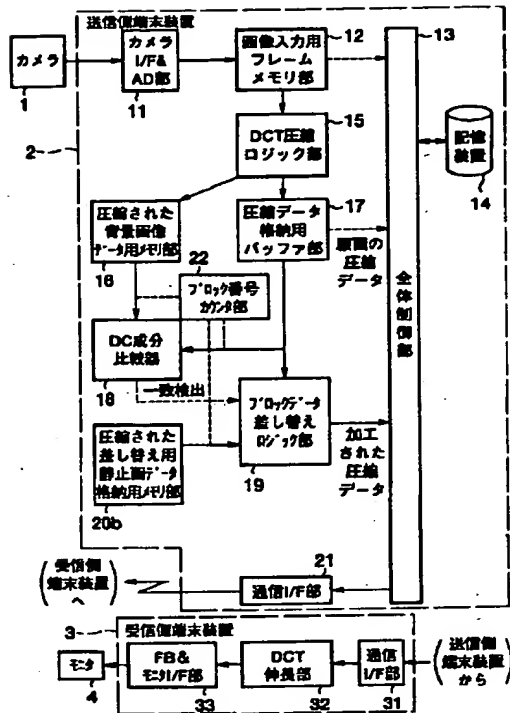 送信側端末装置
カメラ
1
カメラ
I/F&
AD部
11
画像入力用
フレーム
メモリ部
12
13
2
DCT圧縮
ロジック部
15
記憶
装置
14
圧縮された
背景画像
データ用メモリ部
16
圧縮データ
格納用
バッファ部
17
圧縮
データ
22
ブロック番号
カウンタ部
全体制御部
DC成分
比較器
18
一致検出
ブロックデータ
差し替え
ロジック部
19
加工
された
圧縮
データ
圧縮された
差し替え用
静止画データ
格納用メモリ部
20b
21
通信I/F部
受信側
端末装置
へ
3
受信側端末装置
モニタ
4
FB&
モニタI/F部
33
DCT
伸長部
32
通信
I/F部
31
送信側
端末装置
から